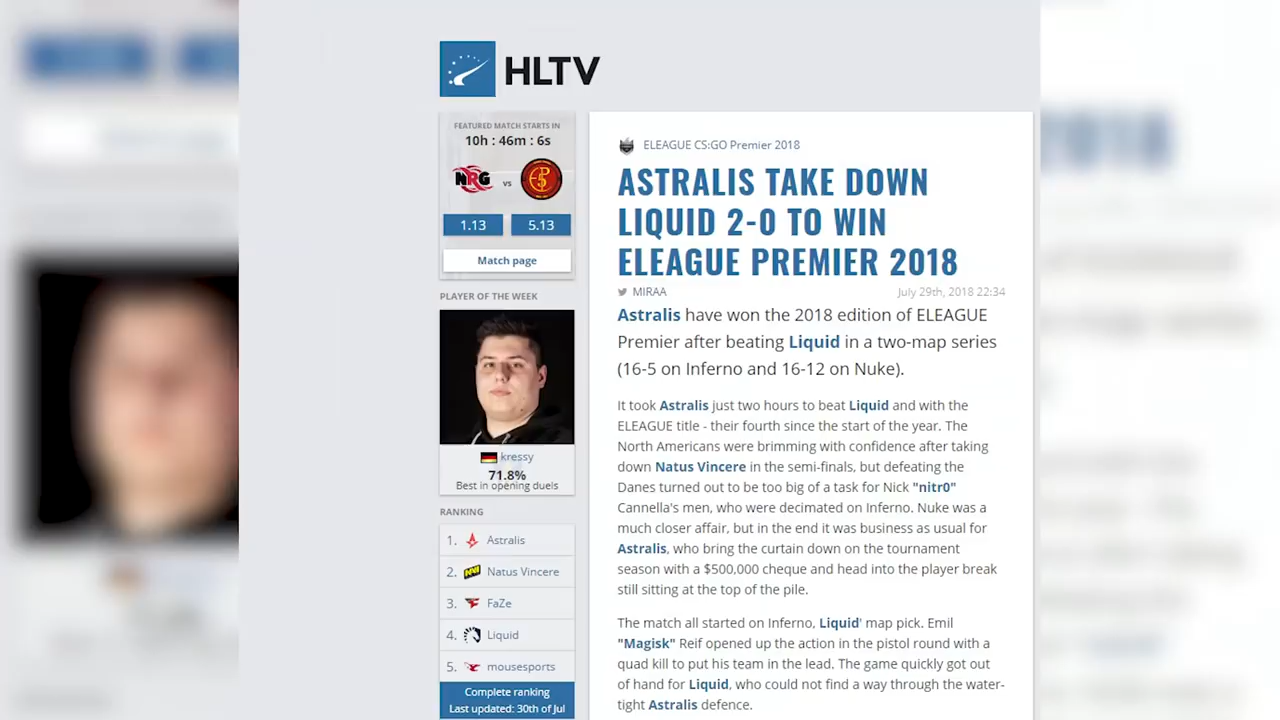 HLTV
FEATURED MATCH STARTS IN
10h : 46m : 6s
NRG vs
1.13 5.13
Match page
PLAYER OF THE WEEK
kressy
71.8%
Best in opening duels
RANKING
1. Astralis
2. Natus Vincere
3. FaZe
4. Liquid
5. mousesports
Complete ranking
Last updated: 30th of Jul
ELEAGUE CS:GO Premier 2018
ASTRALIS TAKE DOWN
LIQUID 2-0 TO WIN
ELEAGUE PREMIER 2018
MIRAA July 29th, 2018 22:34
Astralis have won the 2018 edition of ELEAGUE
Premier after beating Liquid in a two-map series
(16-5 on Inferno and 16-12 on Nuke).
It took Astralis just two hours to beat Liquid and with the
ELEAGUE title - their fourth since the start of the year. The
North Americans were brimming with confidence after taking
down Natus Vincere in the semi-finals, but defeating the
Danes turned out to be too big of a task for Nick "nitr0"
Cannella's men, who were decimated on Inferno. Nuke was a
much closer affair, but in the end it was business as usual for
Astralis, who bring the curtain down on the tournament
season with a $500,000 cheque and head into the player break
still sitting at the top of the pile.
The match all started on Inferno, Liquid' map pick. Emil
"Magisk" Reif opened up the action in the pistol round with a
quad kill to put his team in the lead. The game quickly got out
of hand for Liquid, who could not find a way through the water-
tight Astralis defence.